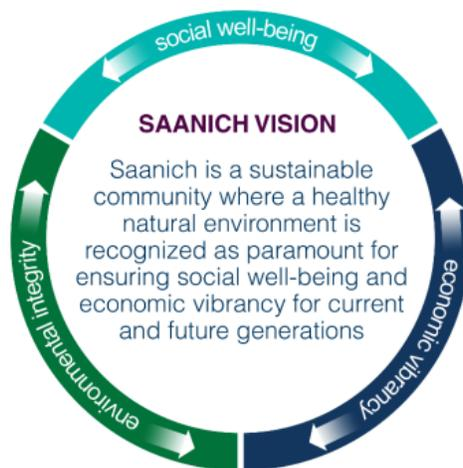 social well-being
SAANICH VISION
Saanich is a sustainable
community where a healthy
natural environment is
recognized as paramount for
ensuring social well-being and
economic vibrancy for current
and future generations
environmental integrity
economic vibrancy